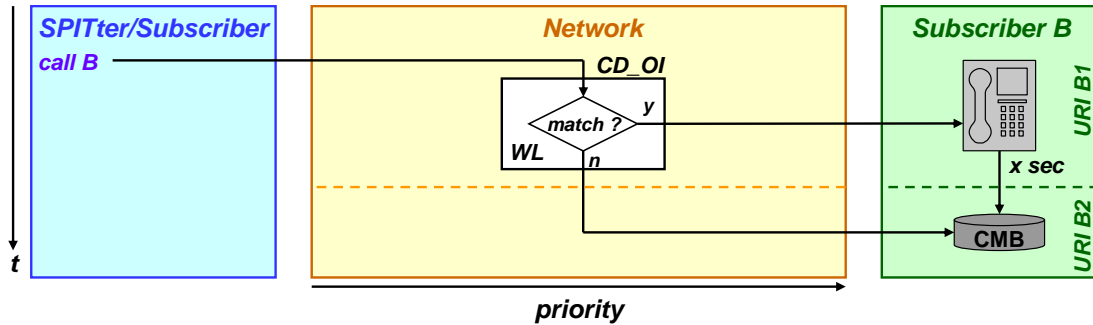 SPITter/Subscriber
Network
Subscriber B
call B
CD_OI
match ?
y
WL
n
URI B1
x sec
CMB
URI B2
t
priority